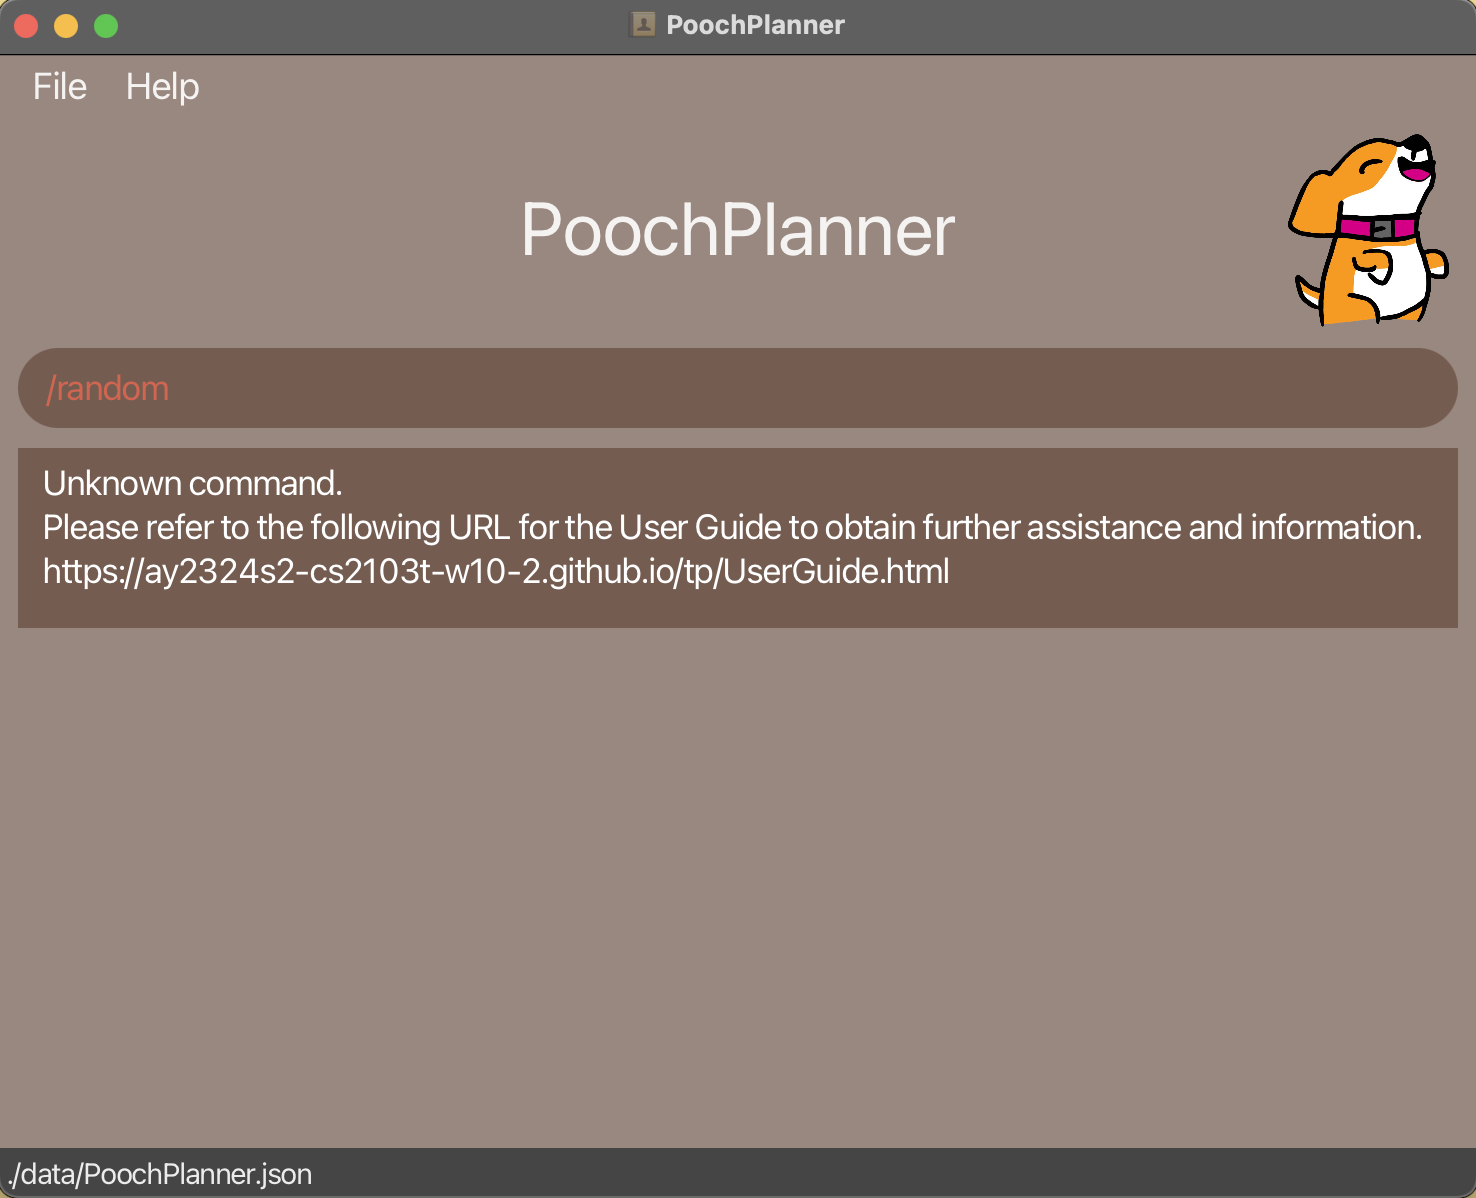 PoochPlanner
File Help
PoochPlanner
/random
Unknown command.
Please refer to the following URL for the User Guide to obtain further assistance and information.
https://ay2324s2-cs2103t-w10-2.github.io/tp/UserGuide.html
./data/PoochPlanner.json